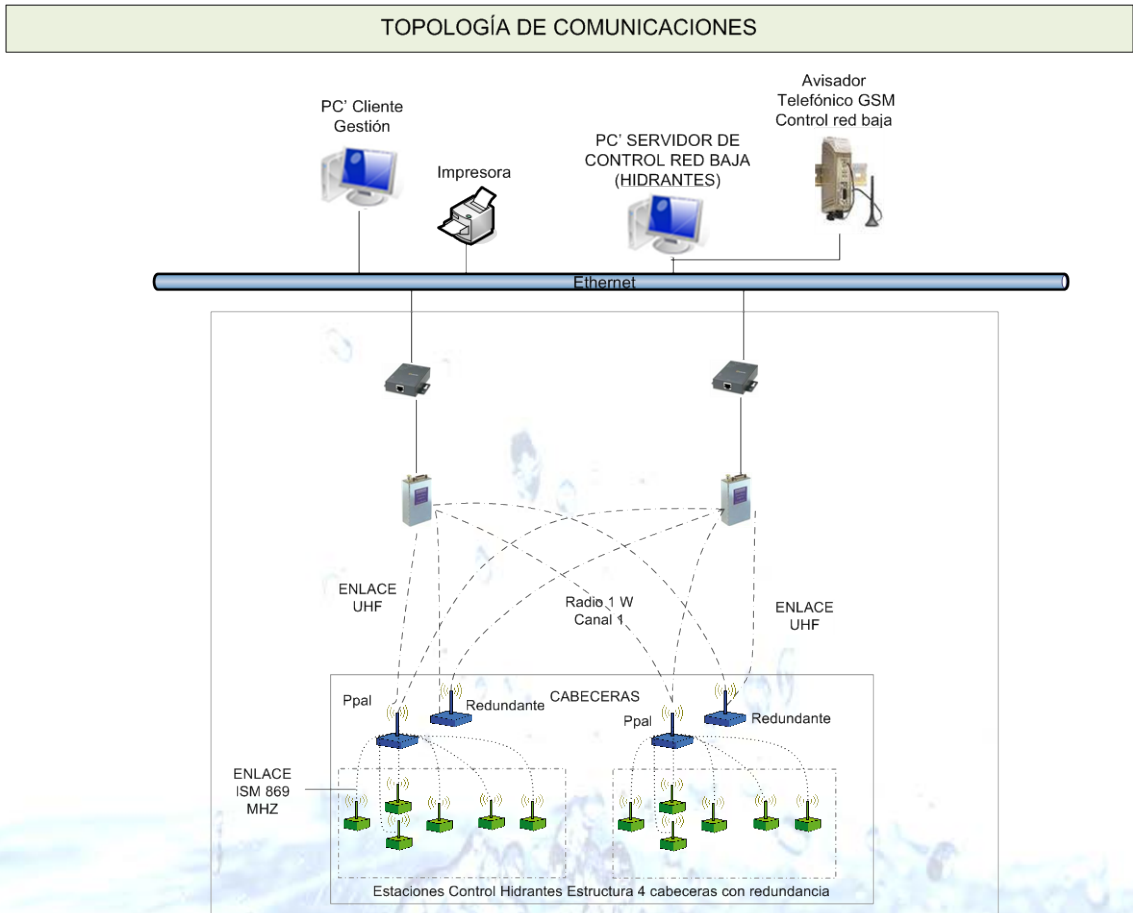 TOPOLOGÍA DE COMUNICACIONES
PC' Cliente
Gestión
Impresora
PC' SERVIDOR DE
CONTROL RED BAJA
(HIDRANTES)
Avisador
Telefónico GSM
Control red baja
Ethernet
ENLACE
UHF
Radio 1 W
Canal 1
ENLACE
UHF
Ppal
Redundante
CABECERAS
Ppal
Redundante
ENLACE
ISM 869
MHZ
Estaciones Control Hidrantes Estructura 4 cabeceras con redundancia